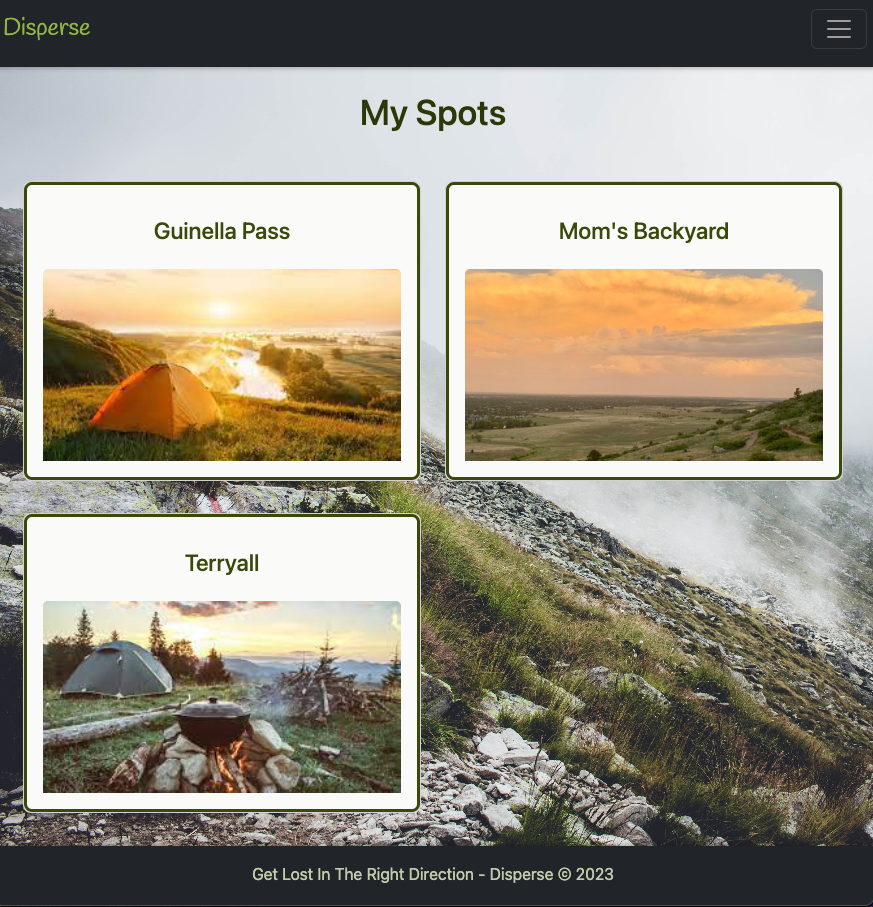 Disperse
My Spots
Guinella Pass
Mom's Backyard
Terryall
Get Lost In The Right Direction - Disperse © 2023